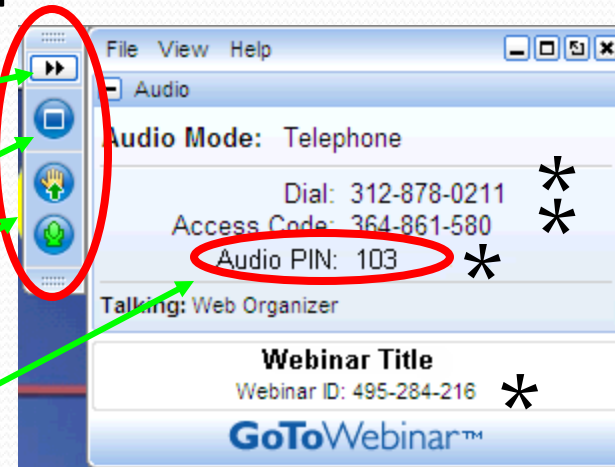 File View Help
Audio
Audio Mode: Telephone
Dial: 312-878-0211 *
Access Code: 364-861-580 *
Audio PIN: 103 *
Talking: Web Organizer
Webinar Title
Webinar ID: 495-284-216 *
GoToWebinar™